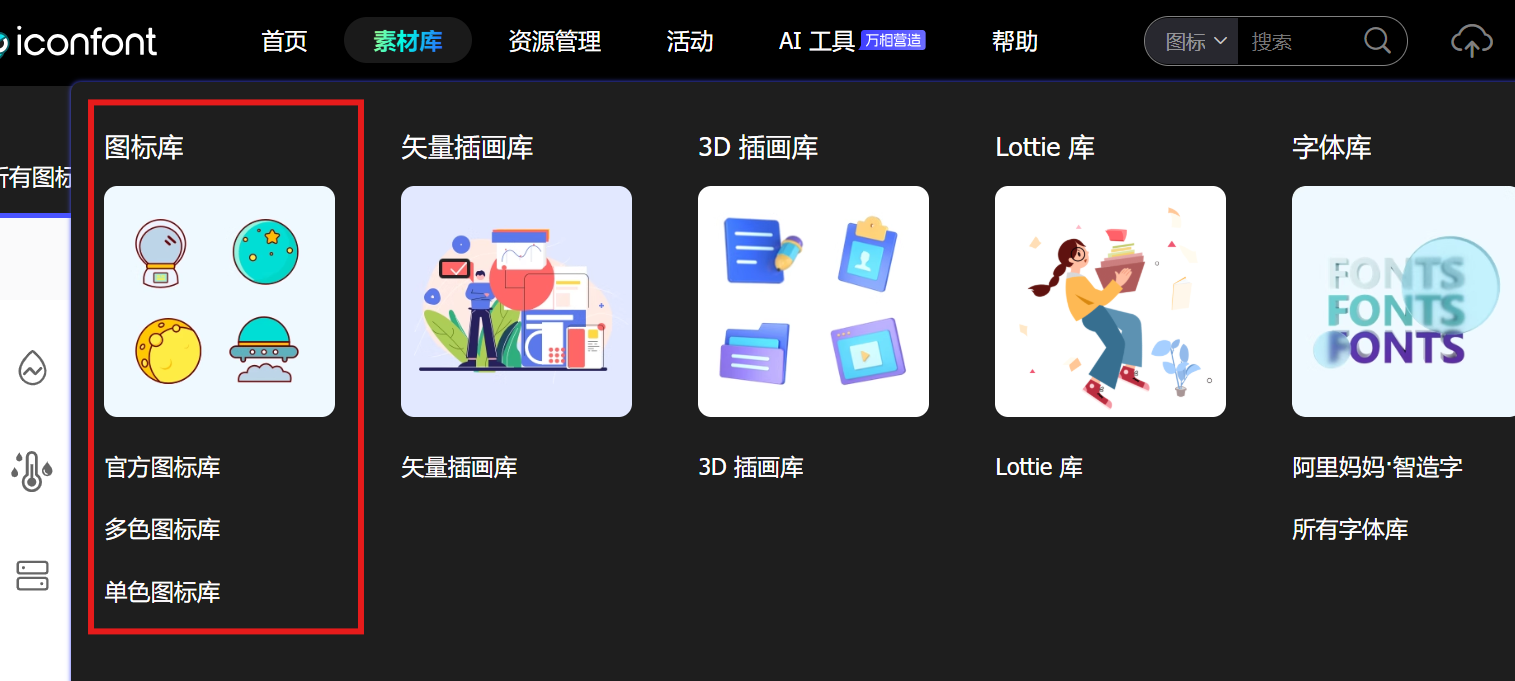 iconfont
首页
素材库
资源管理
活动
AI 工具 万相营造
帮助
图标
搜索
所有图标
图标库
矢量插画库
3D 插画库
Lottie 库
字体库
FONTS
FONTS
FONTS
官方图标库
矢量插画库
3D 插画库
Lottie 库
阿里妈妈·智造字
多色图标库
所有字体库
单色图标库